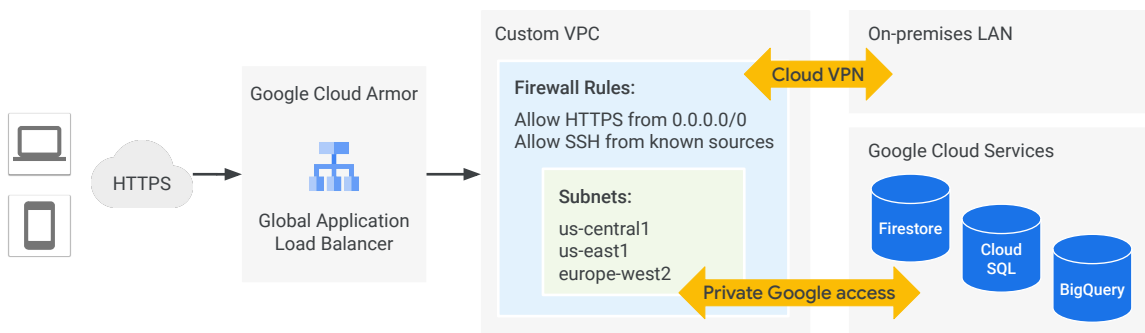 HTTPS
Google Cloud Armor
Global Application
Load Balancer
Custom VPC
Firewall Rules:
Allow HTTPS from 0.0.0.0/0
Allow SSH from known sources
Subnets:
us-central1
us-east1
europe-west2
Cloud VPN
On-premises LAN
Private Google access
Google Cloud Services
Firestore
Cloud
SQL
BigQuery